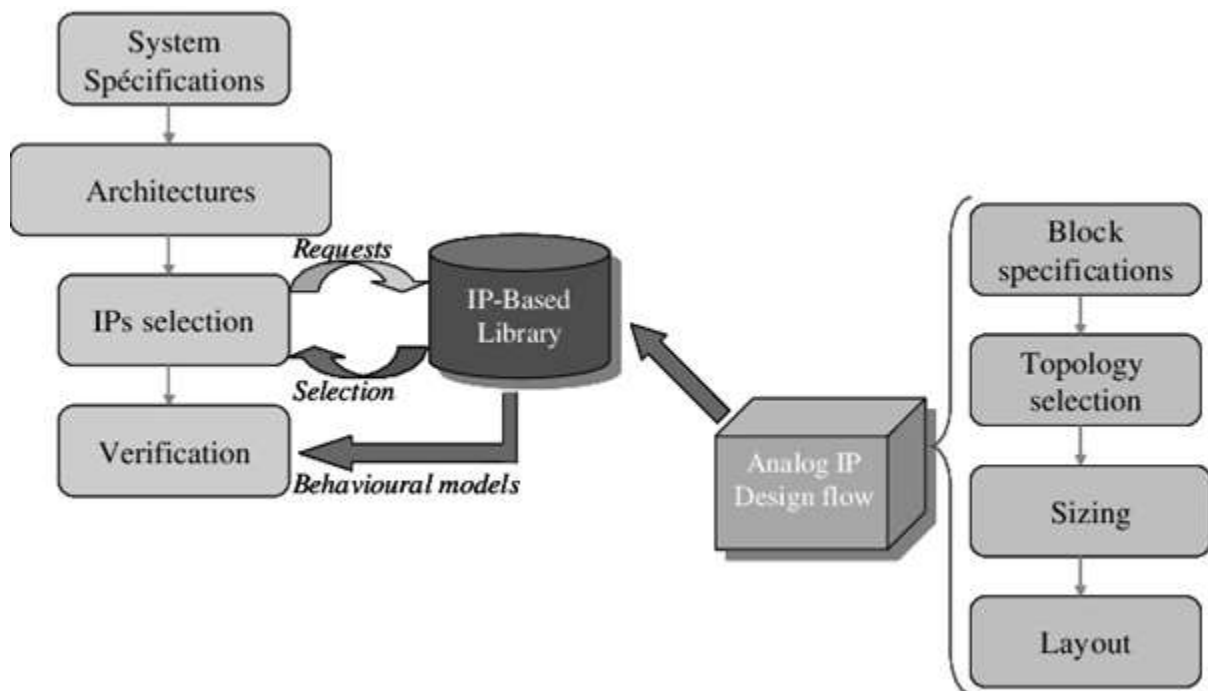 System
Spécifications
Architectures
Requests
IPs selection
IP-Based
Library
Selection
Verification
Behavioural models
Analog IP
Design flow
Block
specifications
Topology
selection
Sizing
Layout